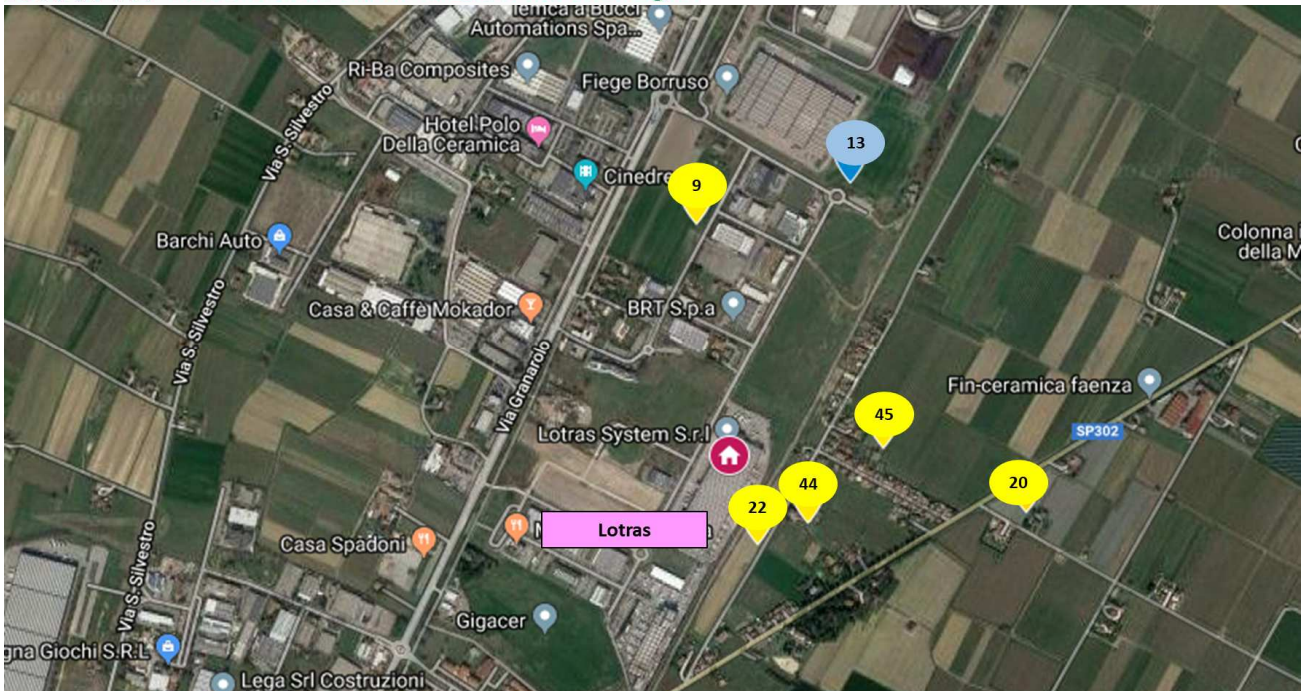 Automations Spa...
Ri-Ba Composites
Fiege Borruso
Via S. Silvestro
Hotel Polo
Della Ceramica
13
Cinedre
9
Barchi Auto
Colonna
della M
Casa & Caffè Mokador
BRT S.p.a
Via S. Silvestro
Via Granarolo
Fin-ceramica faenza
45
SP302
Lotras System S.r.l
44
20
22
Lotras
Casa Spadoni
Via S. Silvestro
Gigacer
gna Giochi S.R.L
Lega Srl Costruzioni